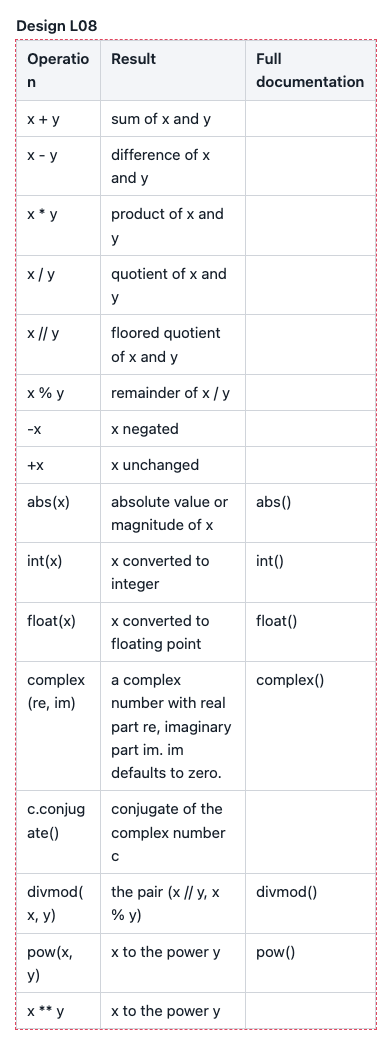 Design L08
Operatio Result Full
n documentation
x + y sum of x and y
x - y difference of x
and y
x * y product of x and
y
x / y quotient of x and
y
x // y floored quotient
of x and y
x % y remainder of x / y
-x x negated
+x x unchanged
abs(x) absolute value or abs()
magnitude of x
int(x) x converted to int()
integer
float(x) x converted to float()
floating point
complex a complex complex()
(re, im) number with real
part re, imaginary
part im. im
defaults to zero.
c.conjug conjugate of the
ate() complex number
c
divmod( the pair (x // y, x divmod()
x, y) % y)
pow(x, x to the power y pow()
y)
x ** y x to the power y